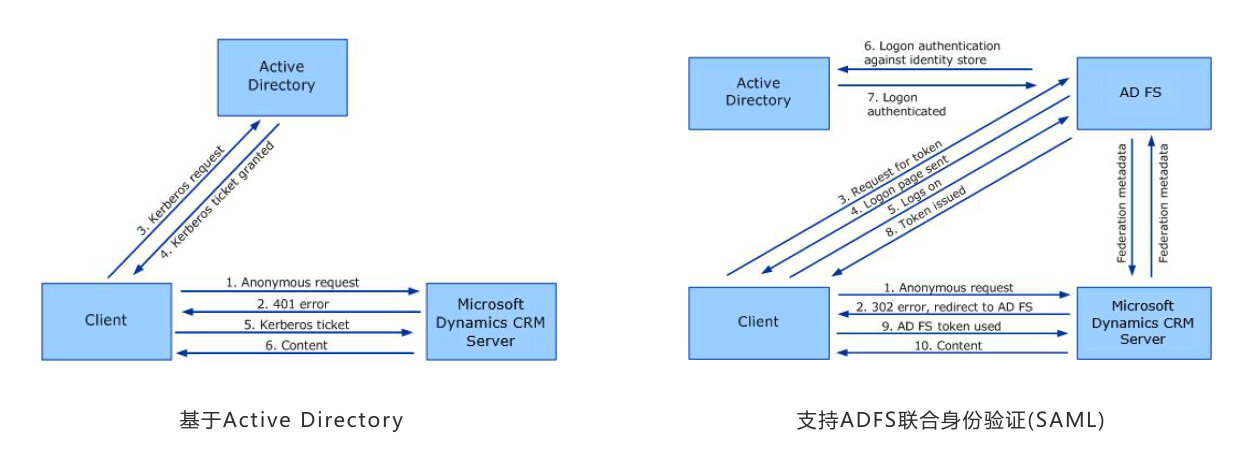 Active
Directory
3. Kerberos request
4. Kerberos ticket granted
Client
1. Anonymous request
2. 401 error
5. Kerberos ticket
6. Content
Microsoft
Dynamics CRM
Server
基于Active Directory
Active
Directory
6. Logon authentication
against identity store
7. Logon
authenticated
AD FS
3. Request for token
4. Logon page sent
5. Logs on
8. Token issued
Federation metadata
Federation metadata
Client
1. Anonymous request
2. 302 error, redirect to AD FS
9. AD FS token used
10. Content
Microsoft
Dynamics CRM
Server
支持ADFS联合身份验证(SAML)